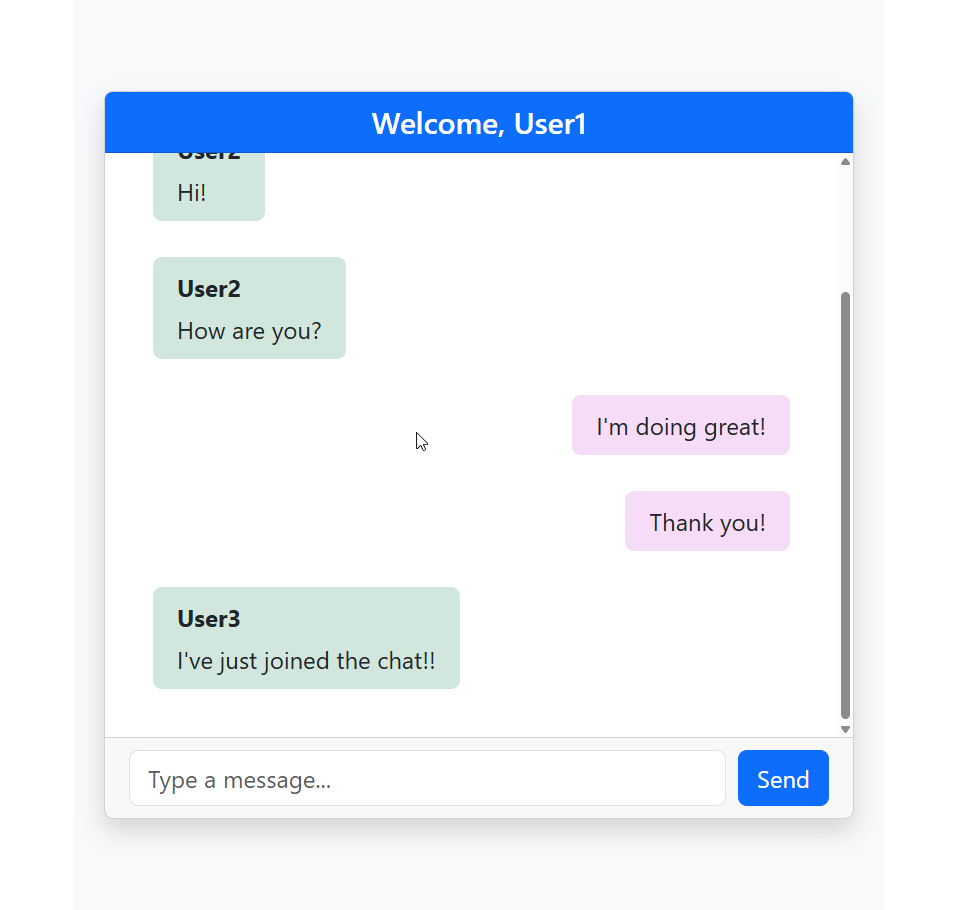 Welcome, User1
User2
Hi!
User2
How are you?
I'm doing great!
Thank you!
User3
I've just joined the chat!!
Type a message...
Send